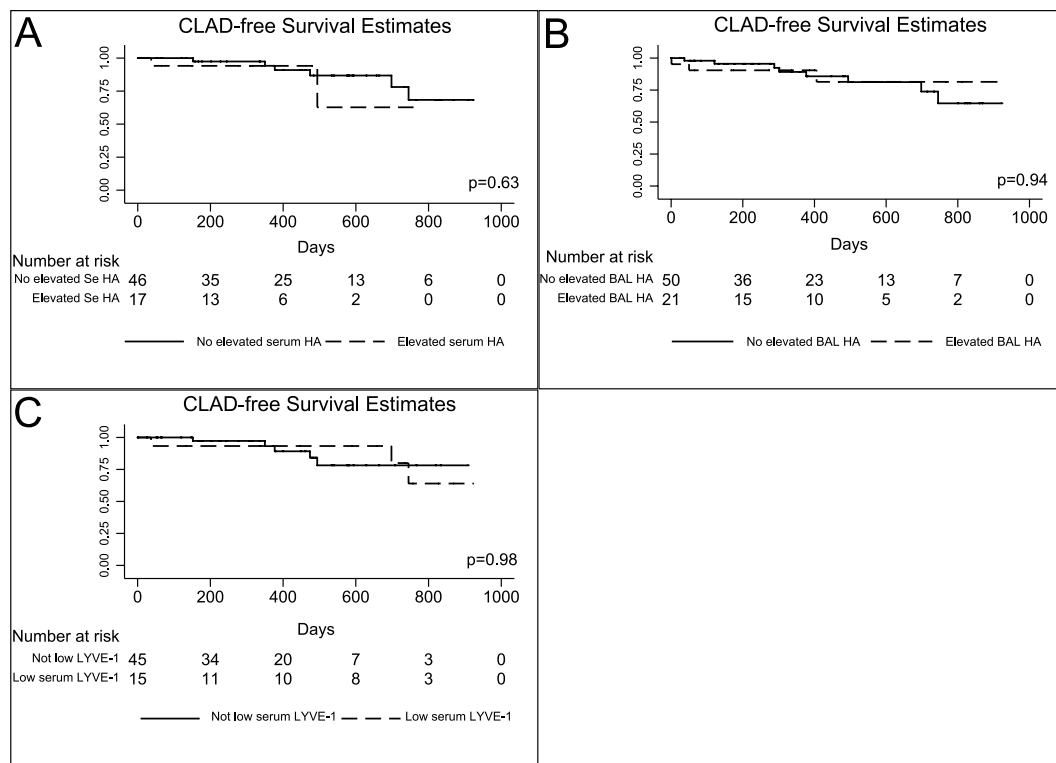 A
CLAD-free Survival Estimates
1.00
0.75
0.50
0.25
0.00
p=0.63
0 200 400 600 800 1000
Days
Number at risk
No elevated Se HA 46 35 25 13 6 0
Elevated Se HA 17 13 6 2 0 0
No elevated serum HA Elevated serum HA
B
CLAD-free Survival Estimates
1.00
0.75
0.50
0.25
0.00
p=0.94
0 200 400 600 800 1000
Days
Number at risk
No elevated BAL HA 50 36 23 13 7 0
Elevated BAL HA 21 15 10 5 2 0
No elevated BAL HA Elevated BAL HA
C
CLAD-free Survival Estimates
1.00
0.75
0.50
0.25
0.00
p=0.98
0 200 400 600 800 1000
Days
Number at risk
Not low LYVE-1 45 34 20 7 3 0
Low serum LYVE-1 15 11 10 8 3 0
Not low serum LYVE-1 Low serum LYVE-1